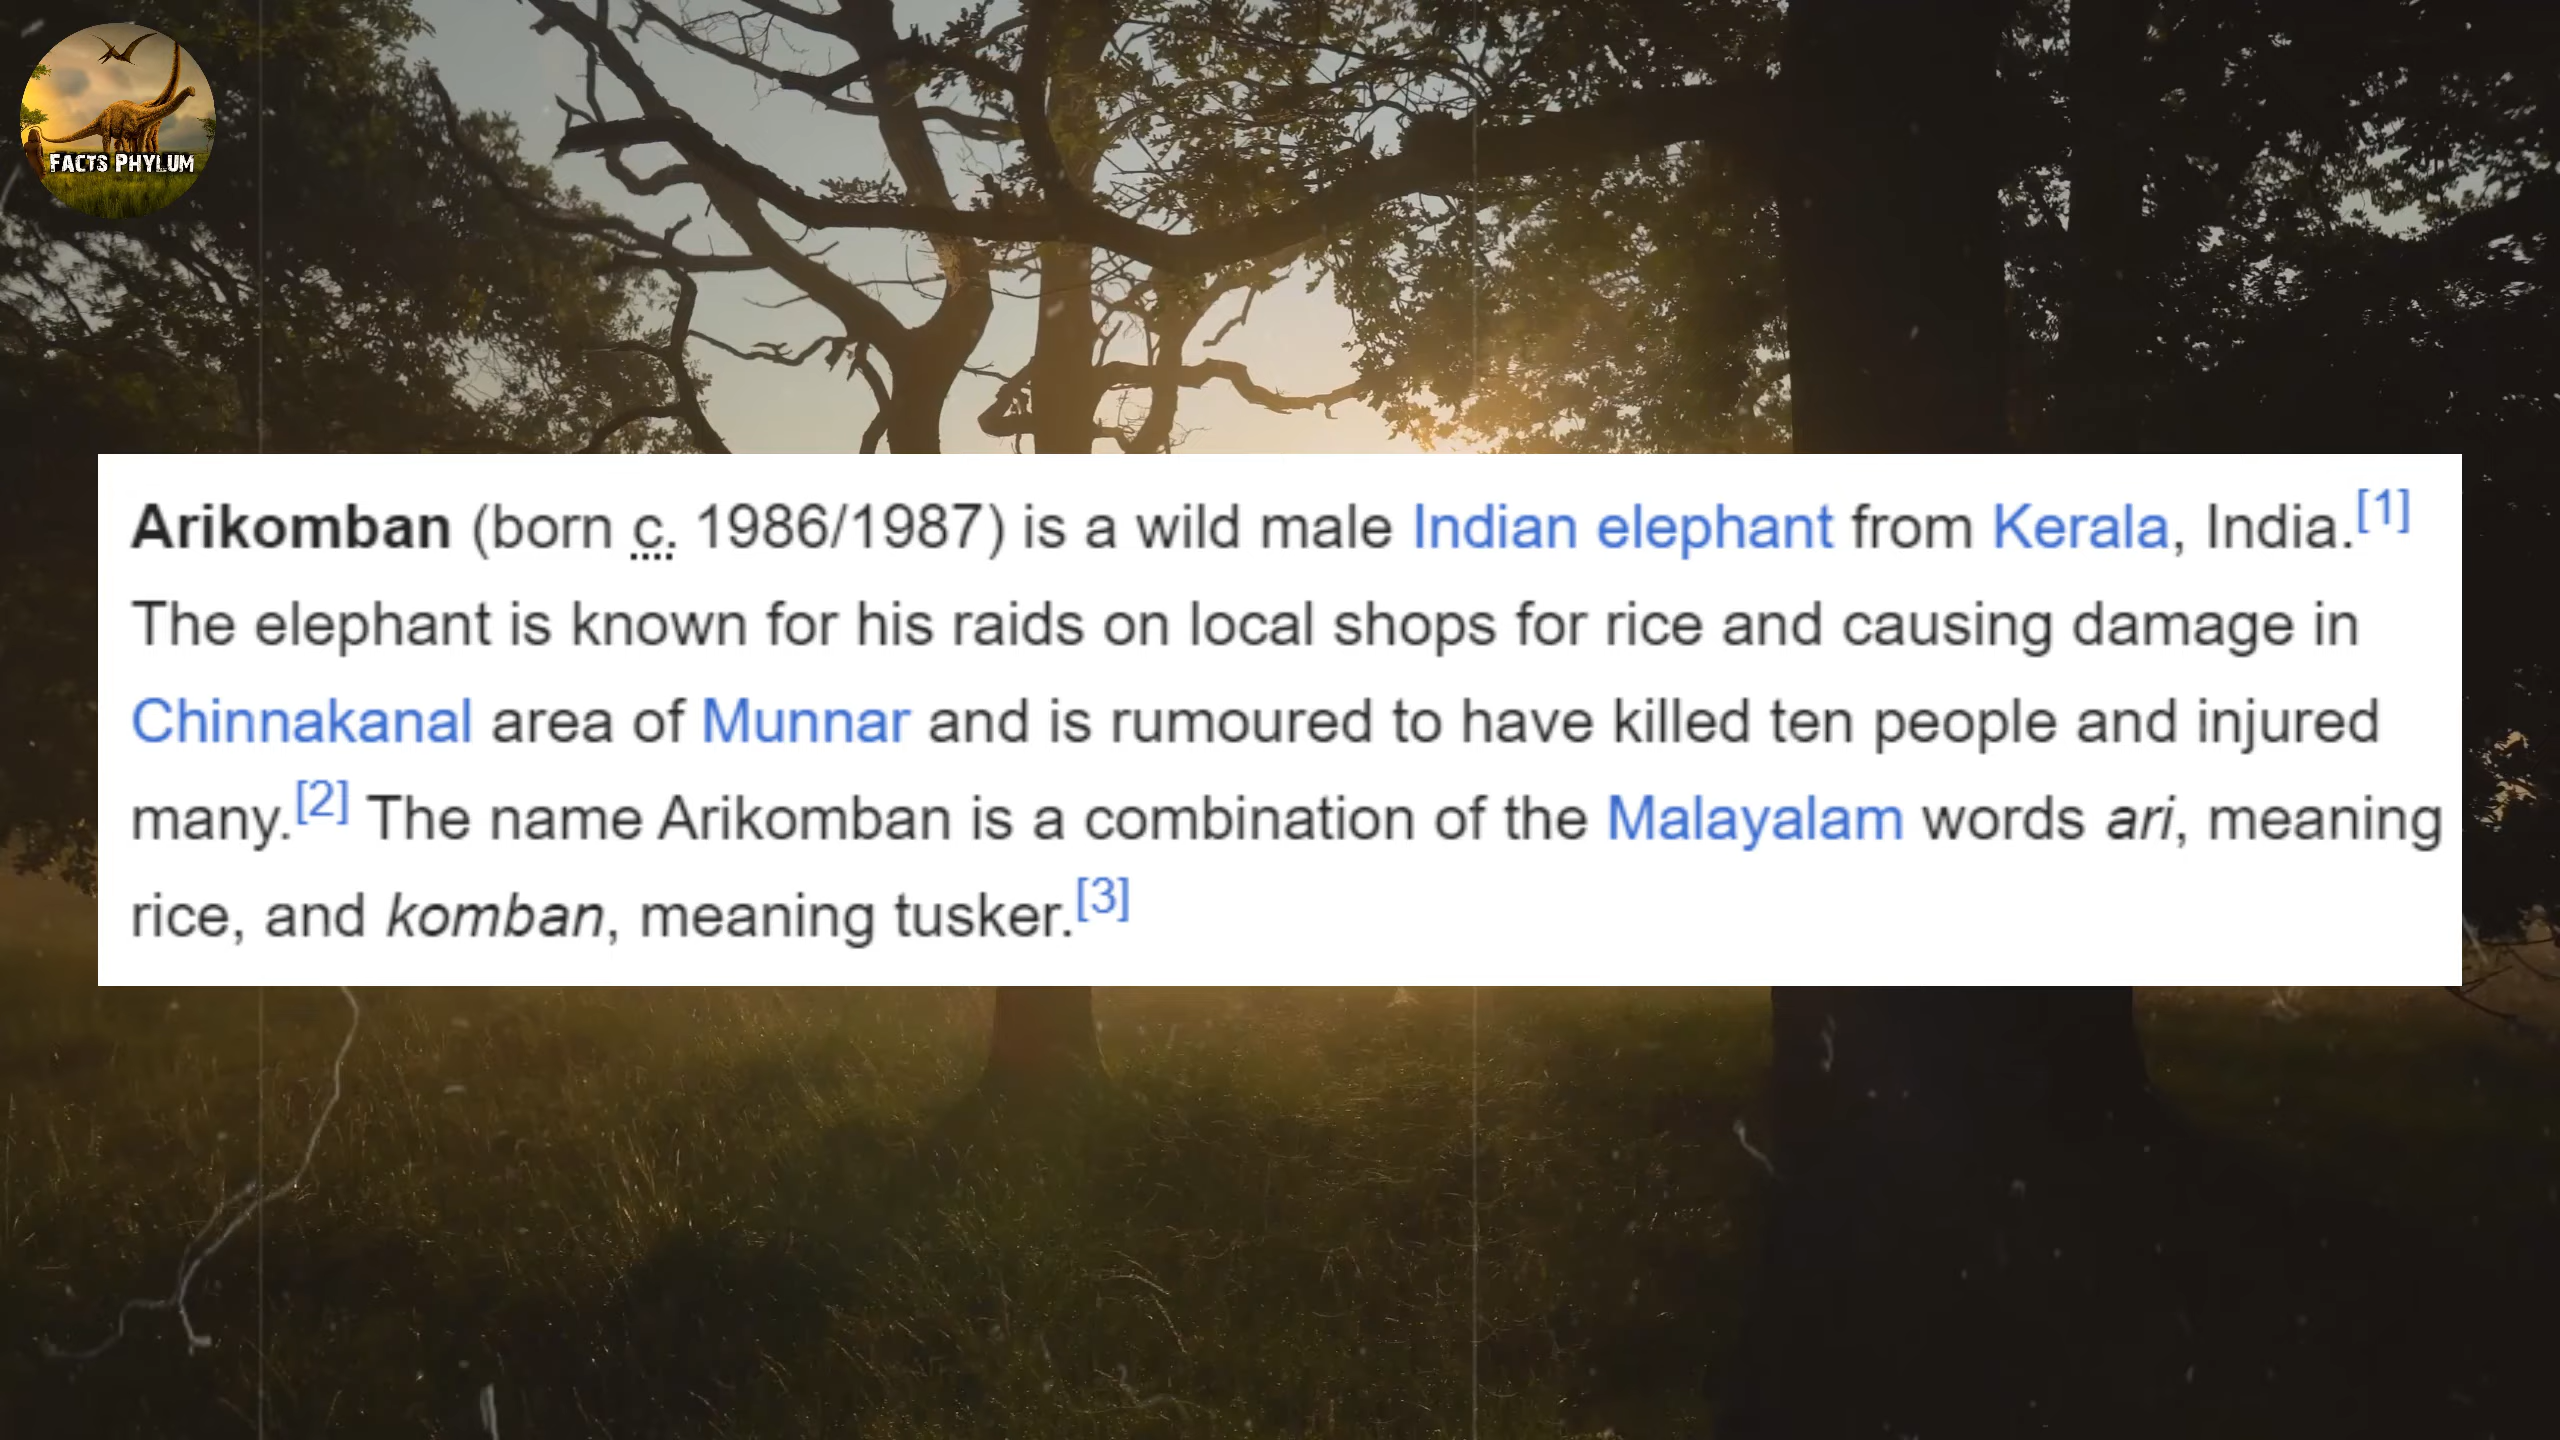 FACTS PHYLUM
Arikomban (born c. 1986/1987) is a wild male Indian elephant from Kerala, India.[1]
The elephant is known for his raids on local shops for rice and causing damage in
Chinnakanal area of Munnar and is rumoured to have killed ten people and injured
many.[2] The name Arikomban is a combination of the Malayalam words ari, meaning
rice, and komban, meaning tusker.[3]